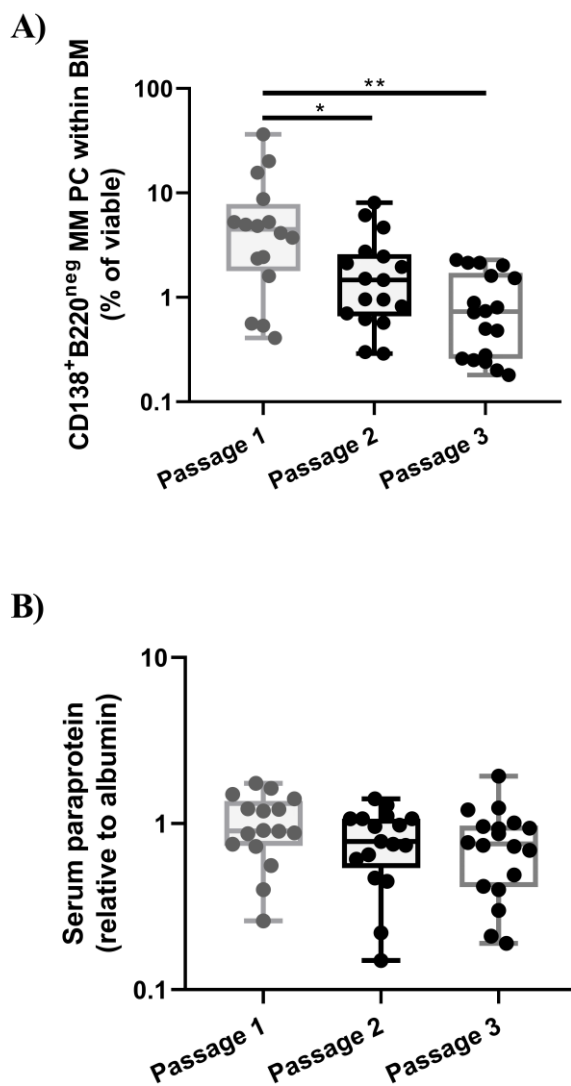 A)
CD138⁺B220ⁿᵉᵍ MM PC within BM
(% of viable)
100
10
1
0.1
**
*
Passage 1
Passage 2
Passage 3
B)
Serum paraprotein
(relative to albumin)
10
1
0.1
Passage 1
Passage 2
Passage 3